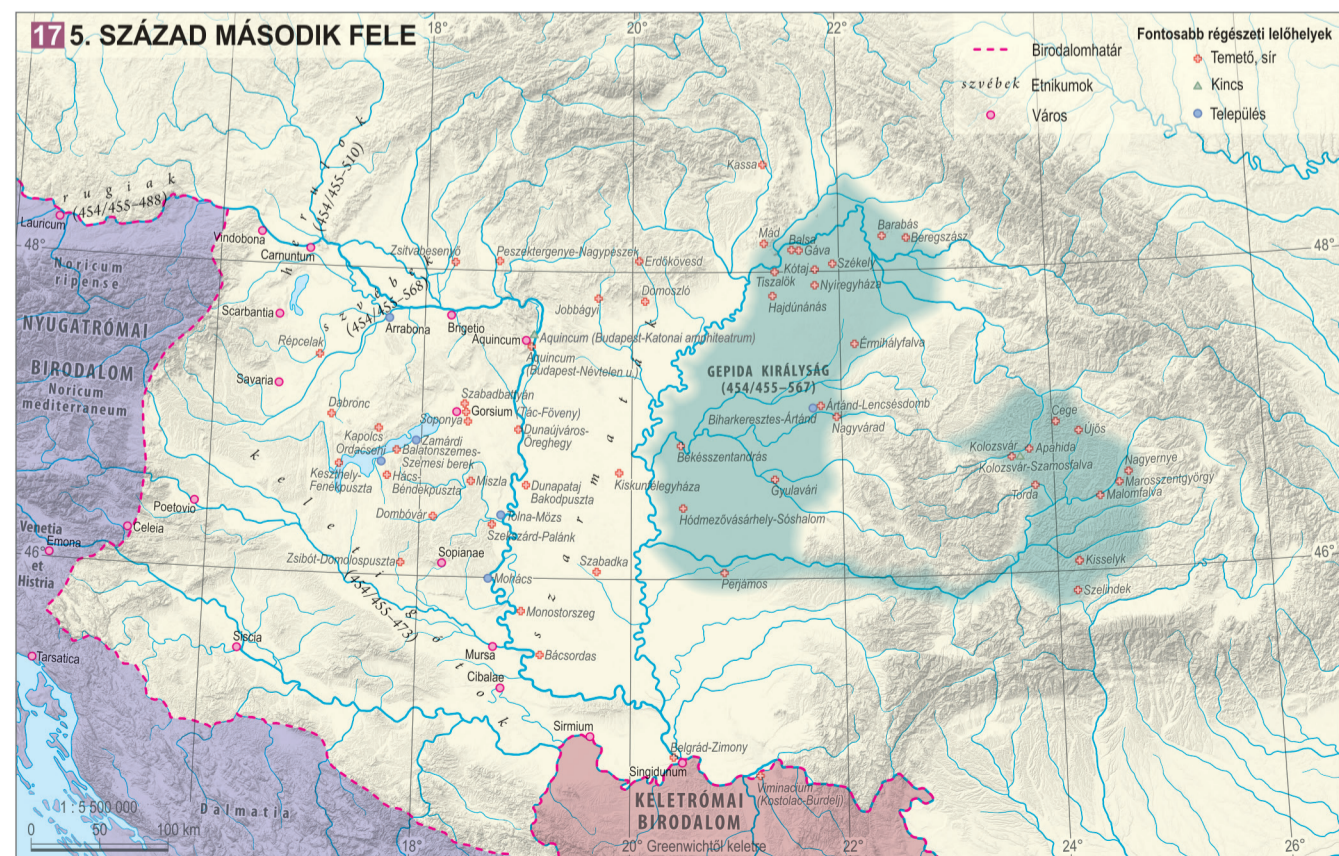 17 5. SZÁZAD MÁSODIK FELE
18°
20°
22°
Birodalomhatár
szvébek Etnikumok
Város
Fontosabb régészeti lelőhelyek
Temető, sír
Kincs
Település
rugiak
(454/455–488)
herulok
(454/455–510)
Lauricum
48°
Vindobona
Carnuntum
Noricum
ripense
NYUGATRÓMAI
BIRODALOM
Noricum
mediterraneum
Scarbantia
szvébek
(454/455–568)
Arrabona
Répcelak
Savaria
Zsitvabesenyő
Peszektergenye-Nagypeszek
Brigetio
Aquincum
Aquincum (Budapest-Katonai amphiteatrum)
Aquincum
(Budapest-Névtelen u.)
Kassa
Erdőkövesd
Domoszló
Jobbágyi
Mád
Balsa
Gáva
Kótaj
Székely
Tiszalök
Nyíregyháza
Hajdúnánás
Barabás
Beregszász
48°
Érmihályfalva
GEPIDA KIRÁLYSÁG
(454/455–567)
Ártánd-Lencsésdomb
Biharkeresztes-Ártánd
Nagyvárad
Békésszentandrás
Gyulavári
Hódmezővásárhely-Sóshalom
Cege
Újős
Kolozsvár
Apahida
Kolozsvár-Szamosfalva
Torda
Nagyernye
Marosszentgyörgy
Malomfalva
Kisselyk
Szelindek
46°
Dabronc
Szabadbattyán
Gorsium (Tác-Föveny)
Soponya
Kapolcs
Zamárdi
Ordacsehi
Balatonszemes-
Szemesi berek
Keszthely-
Fenékpuszta
Hács-
Béndekpuszta
Miszla
Dunaújváros-
Öreghegy
Dunapataj
Bakodpuszta
Kiskunfélegyháza
Dombóvár
Tolna-Mözs
Szekszárd-Palánk
keleti gótok
(454/455–473)
szarmaták
Poetovio
Celeia
Venetia
Emona
et
Histria
46°
Zsibót-Domolospuszta
Sopianae
Mohács
Szabadka
Perjámos
Monostorszeg
Mursa
Bácsordas
Cibalae
Siscia
Tarsatica
Sirmium
Belgrád-Zimony
Singidunum
Viminacium
(Kostolac-Burdelj)
KELETRÓMAI
BIRODALOM
Dalmatia
1 : 5 500 000
0 50 100 km
18°
20° Greenwichtől keletre
22°
24°
26°